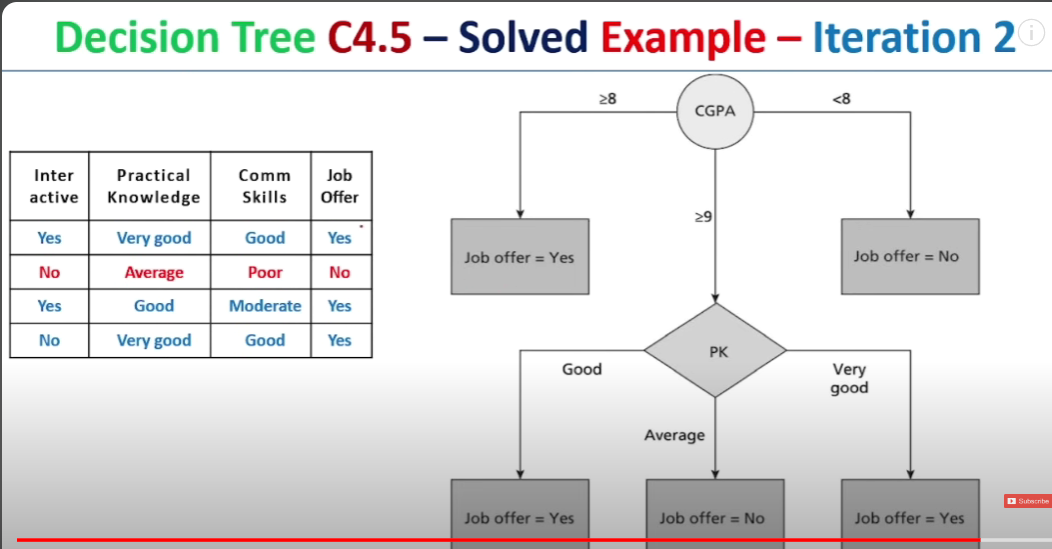 Decision Tree C4.5 – Solved Example – Iteration 2
i
Inter active Practical Knowledge Comm Skills Job Offer
Yes Very good Good Yes
No Average Poor No
Yes Good Moderate Yes
No Very good Good Yes
≥8
CGPA
<8
≥9
Job offer = Yes
Job offer = No
PK
Good
Very
good
Average
Job offer = Yes
Job offer = No
Job offer = Yes
Subscribe